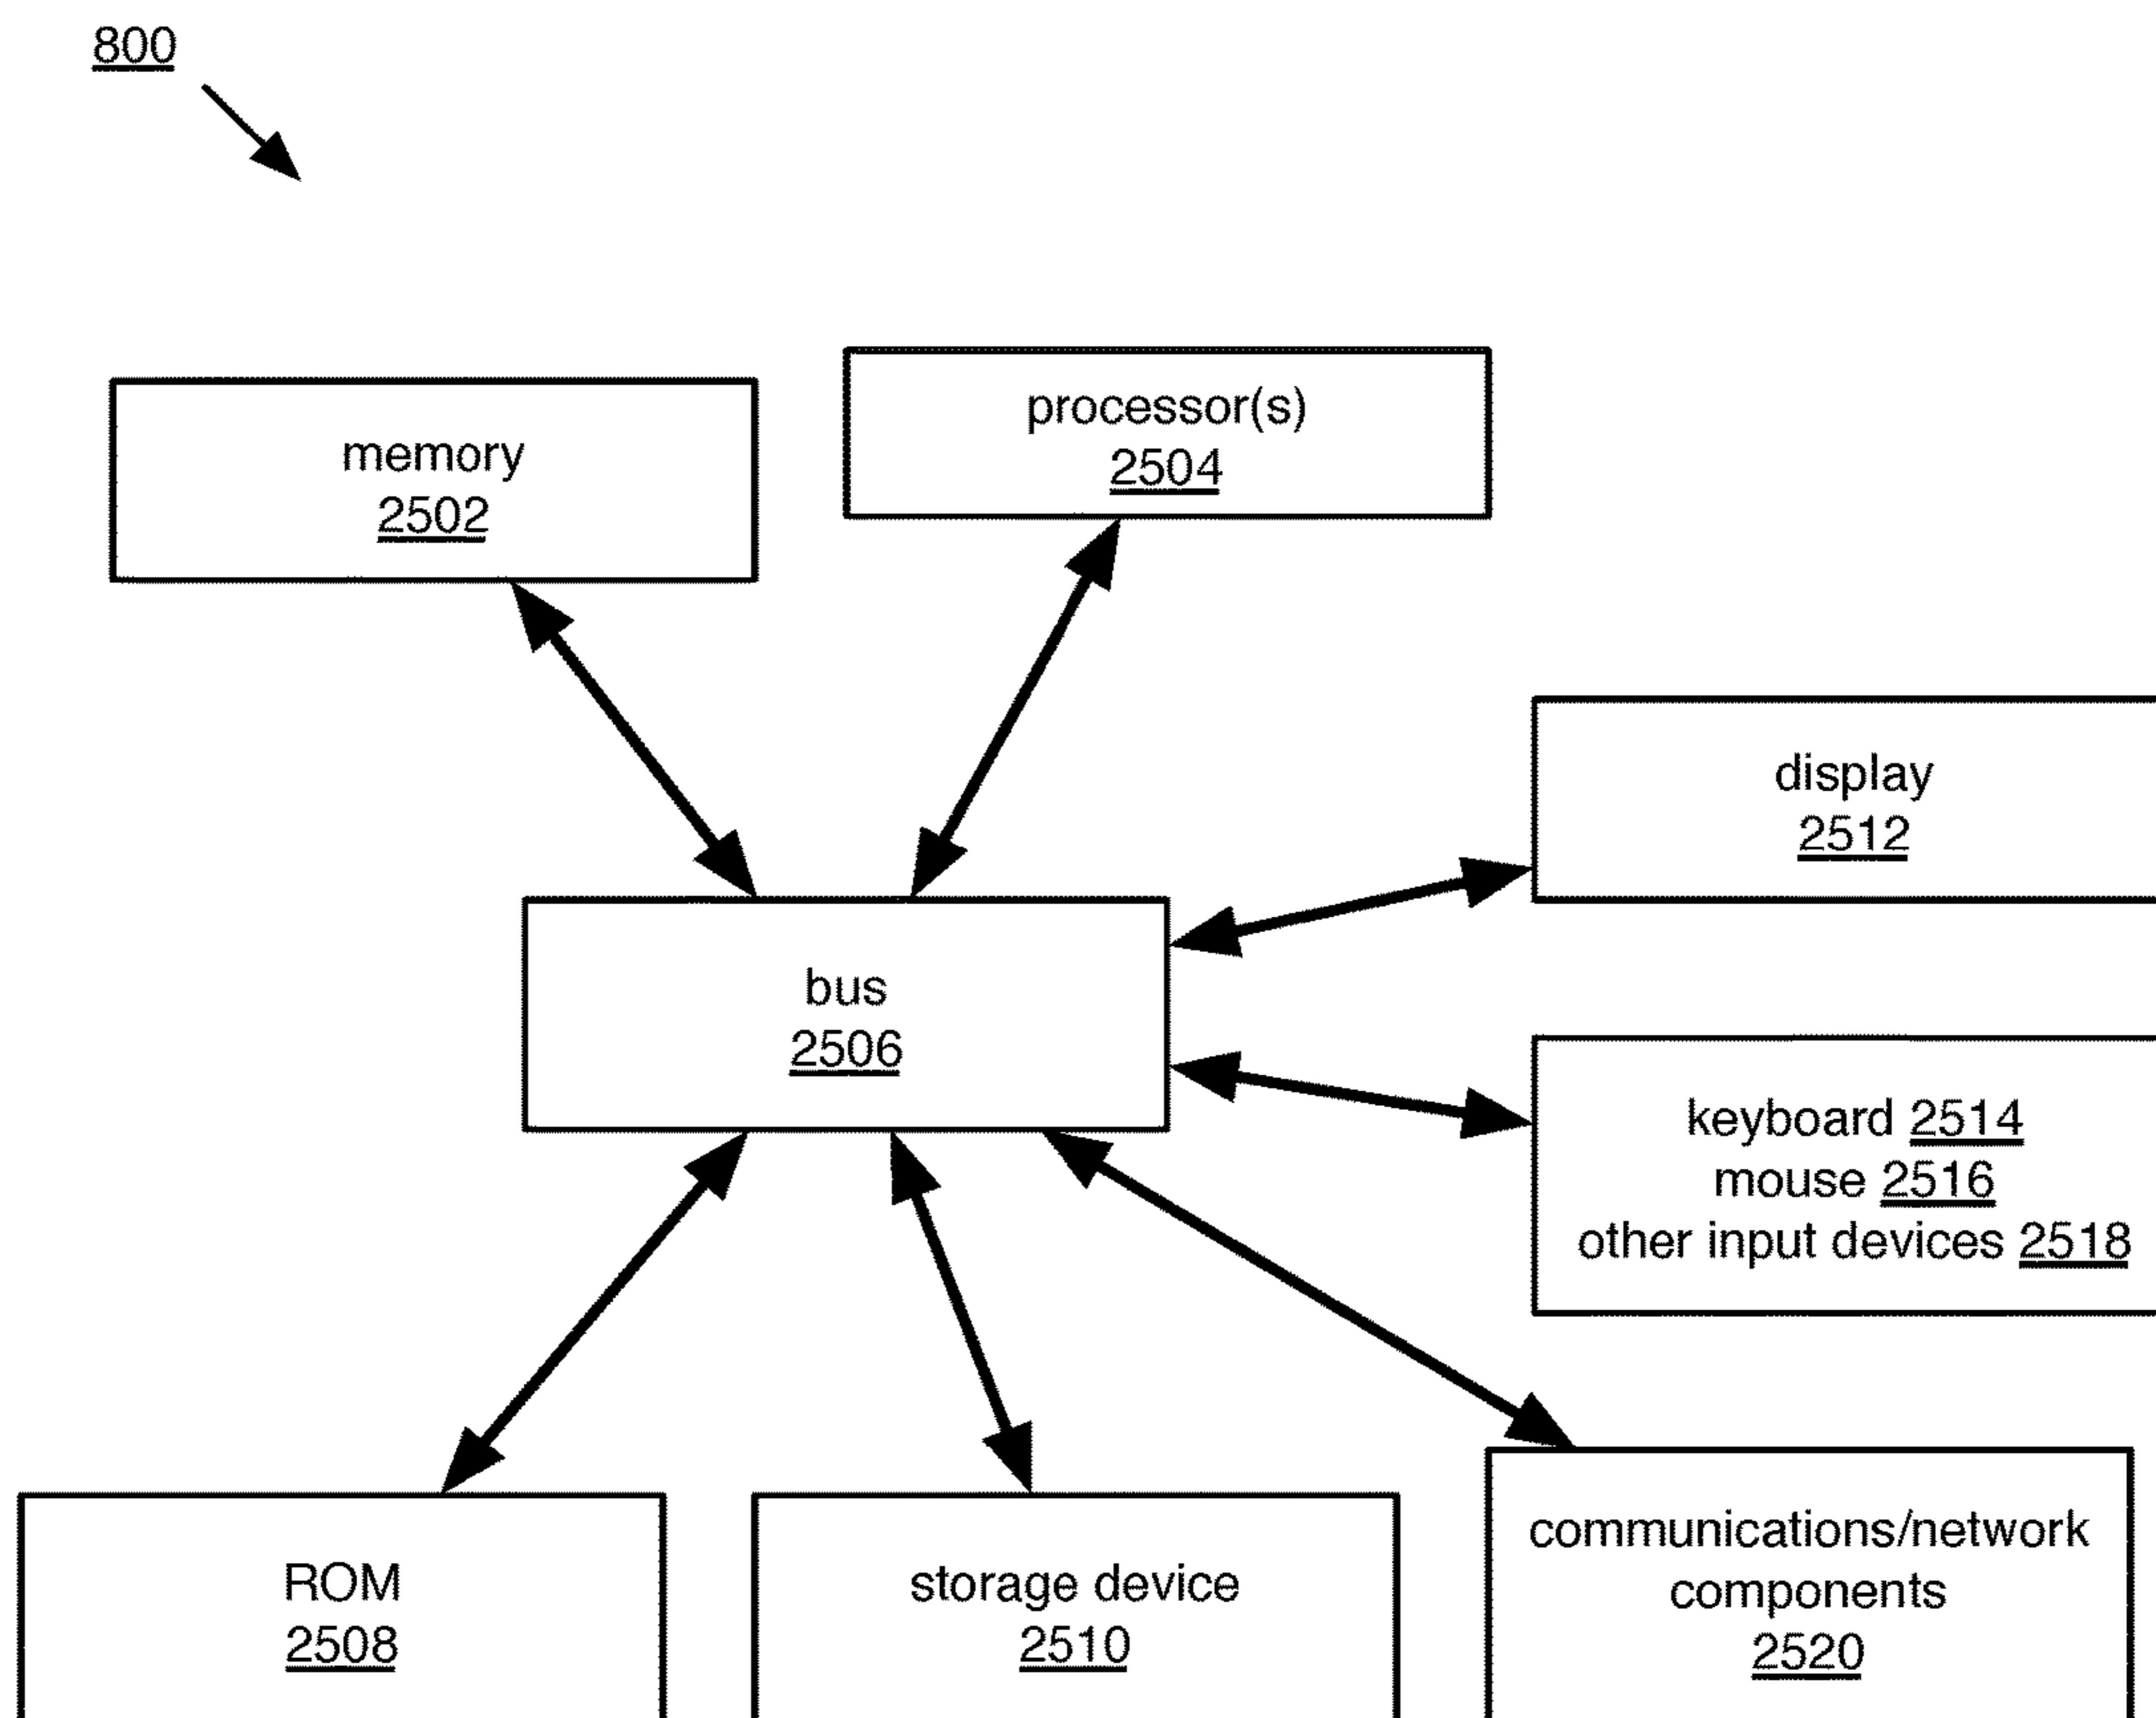 800
memory
2502
processor(s)
2504
display
2512
bus
2506
keyboard 2514
mouse 2516
other input devices 2518
ROM
2508
storage device
2510
communications/network
components
2520